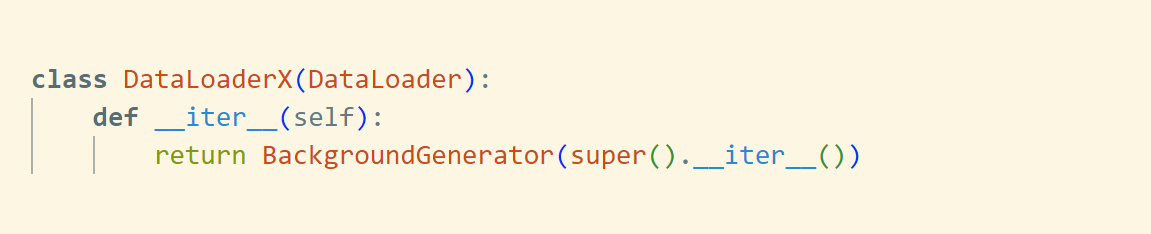 class DataLoaderX(DataLoader):
    def __iter__(self):
        return BackgroundGenerator(super().__iter__())